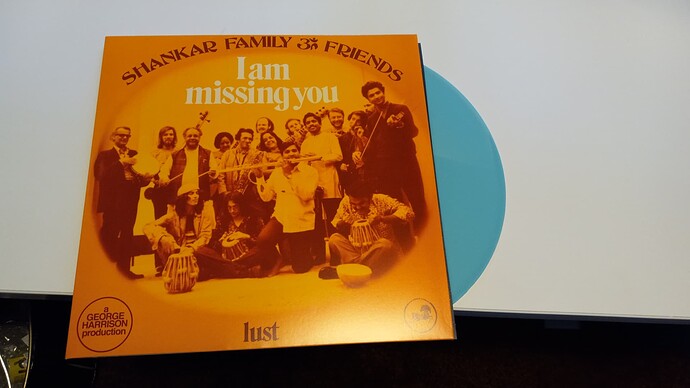 SHANKAR FAMILY ॐ FRIENDS
I am
missing you
a
GEORGE
HARRISON
production
lust